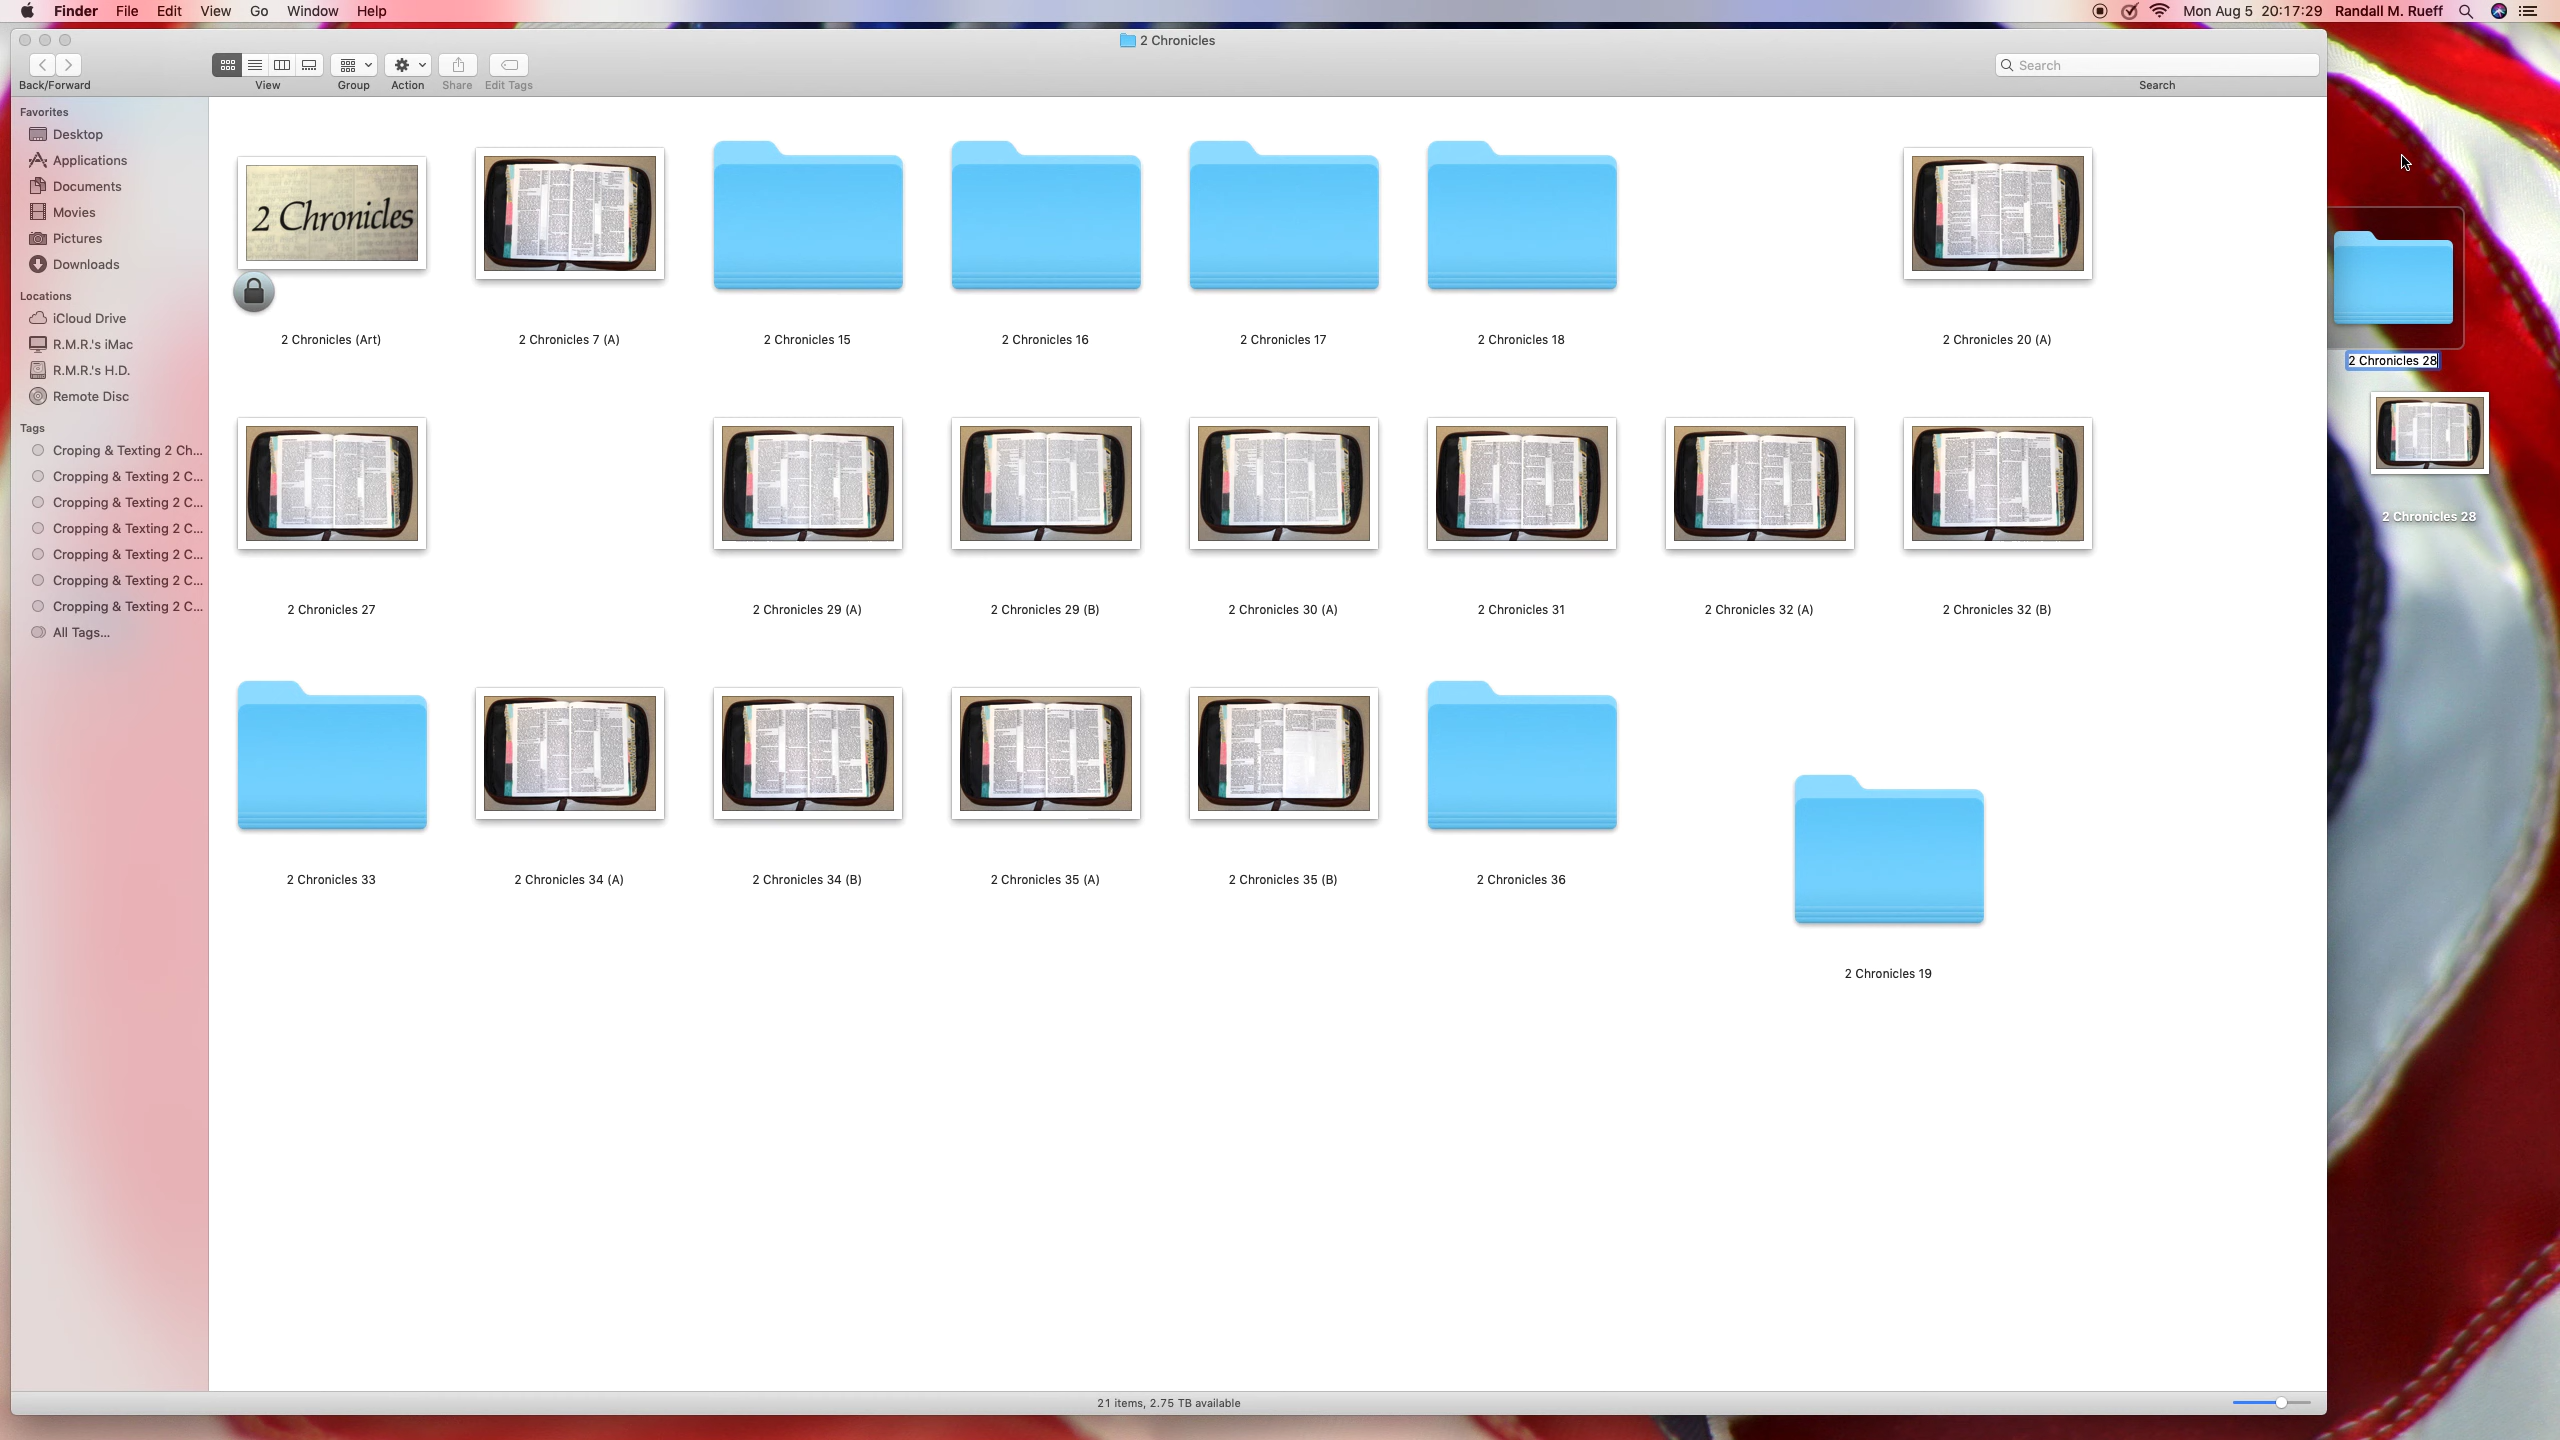 Finder File Edit View Go Window Help
Mon Aug 5 20:17:29 Randall M. Rueff
2 Chronicles
Back/Forward
View
Group
Action
Share
Edit Tags
Search
Search
Favorites
Desktop
Applications
Documents
Movies
Pictures
Downloads
Locations
iCloud Drive
R.M.R.'s iMac
R.M.R.'s H.D.
Remote Disc
Tags
Croping & Texting 2 Ch...
Cropping & Texting 2 C...
Cropping & Texting 2 C...
Cropping & Texting 2 C...
Cropping & Texting 2 C...
Cropping & Texting 2 C...
Cropping & Texting 2 C...
All Tags...
2 Chronicles
2 Chronicles (Art)
2 Chronicles 7 (A)
2 Chronicles 15
2 Chronicles 16
2 Chronicles 17
2 Chronicles 18
2 Chronicles 20 (A)
2 Chronicles 27
2 Chronicles 29 (A)
2 Chronicles 29 (B)
2 Chronicles 30 (A)
2 Chronicles 31
2 Chronicles 32 (A)
2 Chronicles 32 (B)
2 Chronicles 33
2 Chronicles 34 (A)
2 Chronicles 34 (B)
2 Chronicles 35 (A)
2 Chronicles 35 (B)
2 Chronicles 36
2 Chronicles 19
2 Chronicles 28
2 Chronicles 28
21 items, 2.75 TB available